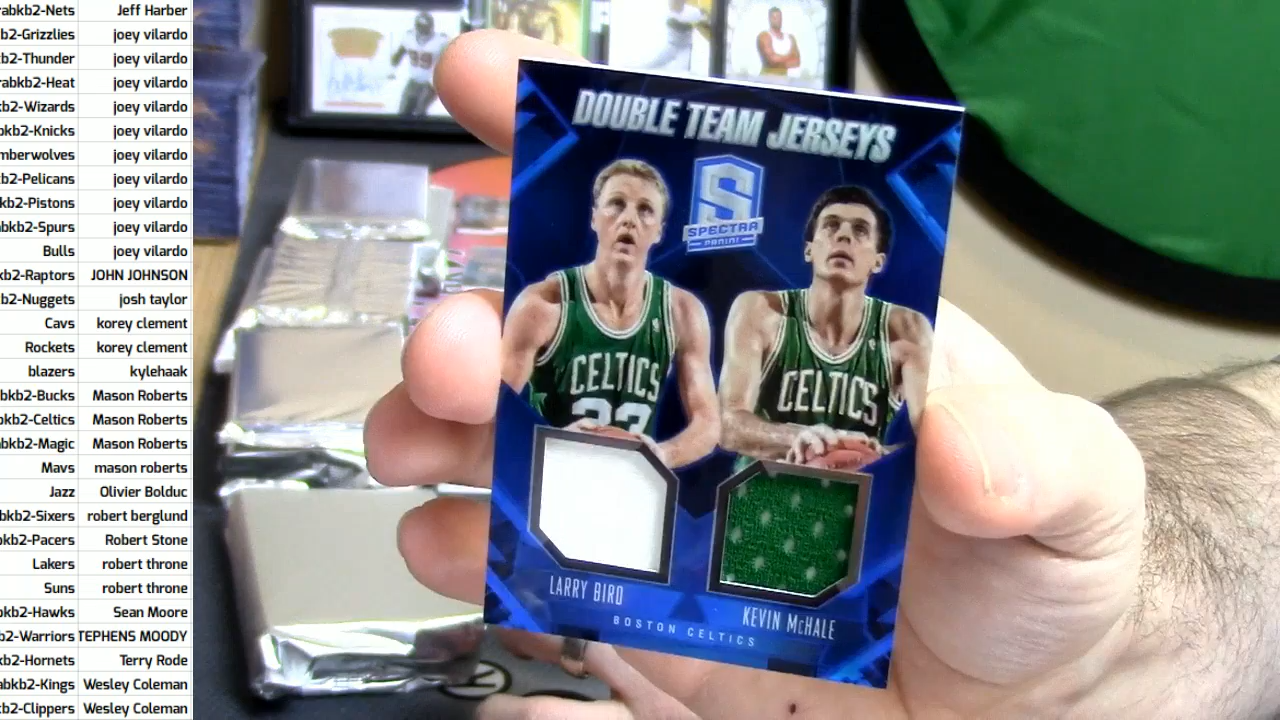 rabkb2-Nets Jeff Harber
b2-Grizzlies joey vilardo
kb2-Thunder joey vilardo
rabkb2-Heat joey vilardo
kb2-Wizards joey vilardo
bkb2-Knicks joey vilardo
mberwolves joey vilardo
kb2-Pelicans joey vilardo
kb2-Pistons joey vilardo
bkb2-Spurs joey vilardo
Bulls joey vilardo
kb2-Raptors JOHN JOHNSON
kb2-Nuggets josh taylor
Cavs korey clement
Rockets korey clement
blazers kylehaak
abkb2-Bucks Mason Roberts
bkb2-Celtics Mason Roberts
abkb2-Magic Mason Roberts
Mavs mason roberts
Jazz Olivier Bolduc
bkb2-Sixers robert berglund
bkb2-Pacers Robert Stone
Lakers robert throne
Suns robert throne
bkb2-Hawks Sean Moore
b2-Warriors TEPHENS MOODY
kb2-Hornets Terry Rode
abkb2-Kings Wesley Coleman
kb2-Clippers Wesley Coleman
DOUBLE TEAM JERSEYS
S
SPECTRA
PANINI
CELTICS
33
CELTICS
LARRY BIRD
KEVIN McHALE
BOSTON CELTICS